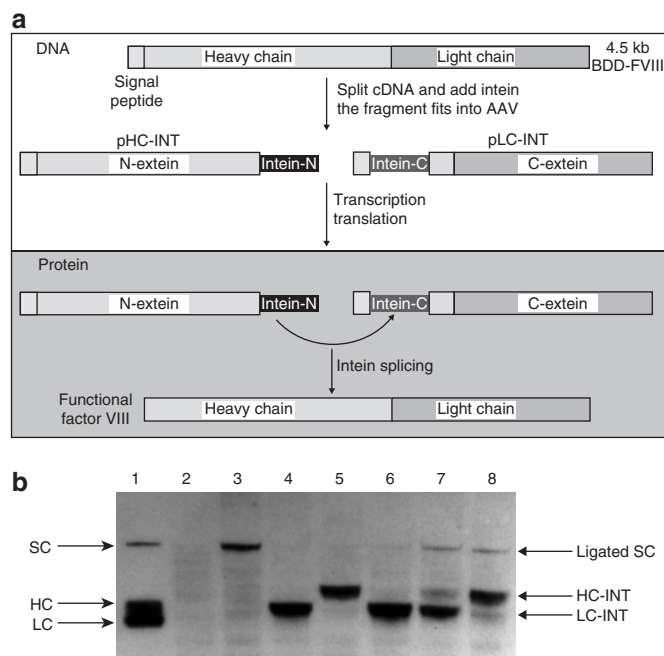 a
DNA
Heavy chain
Light chain
4.5 kb
BDD-FVIII
Signal
peptide
Split cDNA and add intein
the fragment fits into AAV
pHC-INT
pLC-INT
N-extein
Intein-N
Intein-C
C-extein
Transcription
translation
Protein
N-extein
Intein-N
Intein-C
C-extein
Intein splicing
Functional
factor VIII
Heavy chain
Light chain
b
1 2 3 4 5 6 7 8
SC
Ligated SC
HC
HC-INT
LC
LC-INT